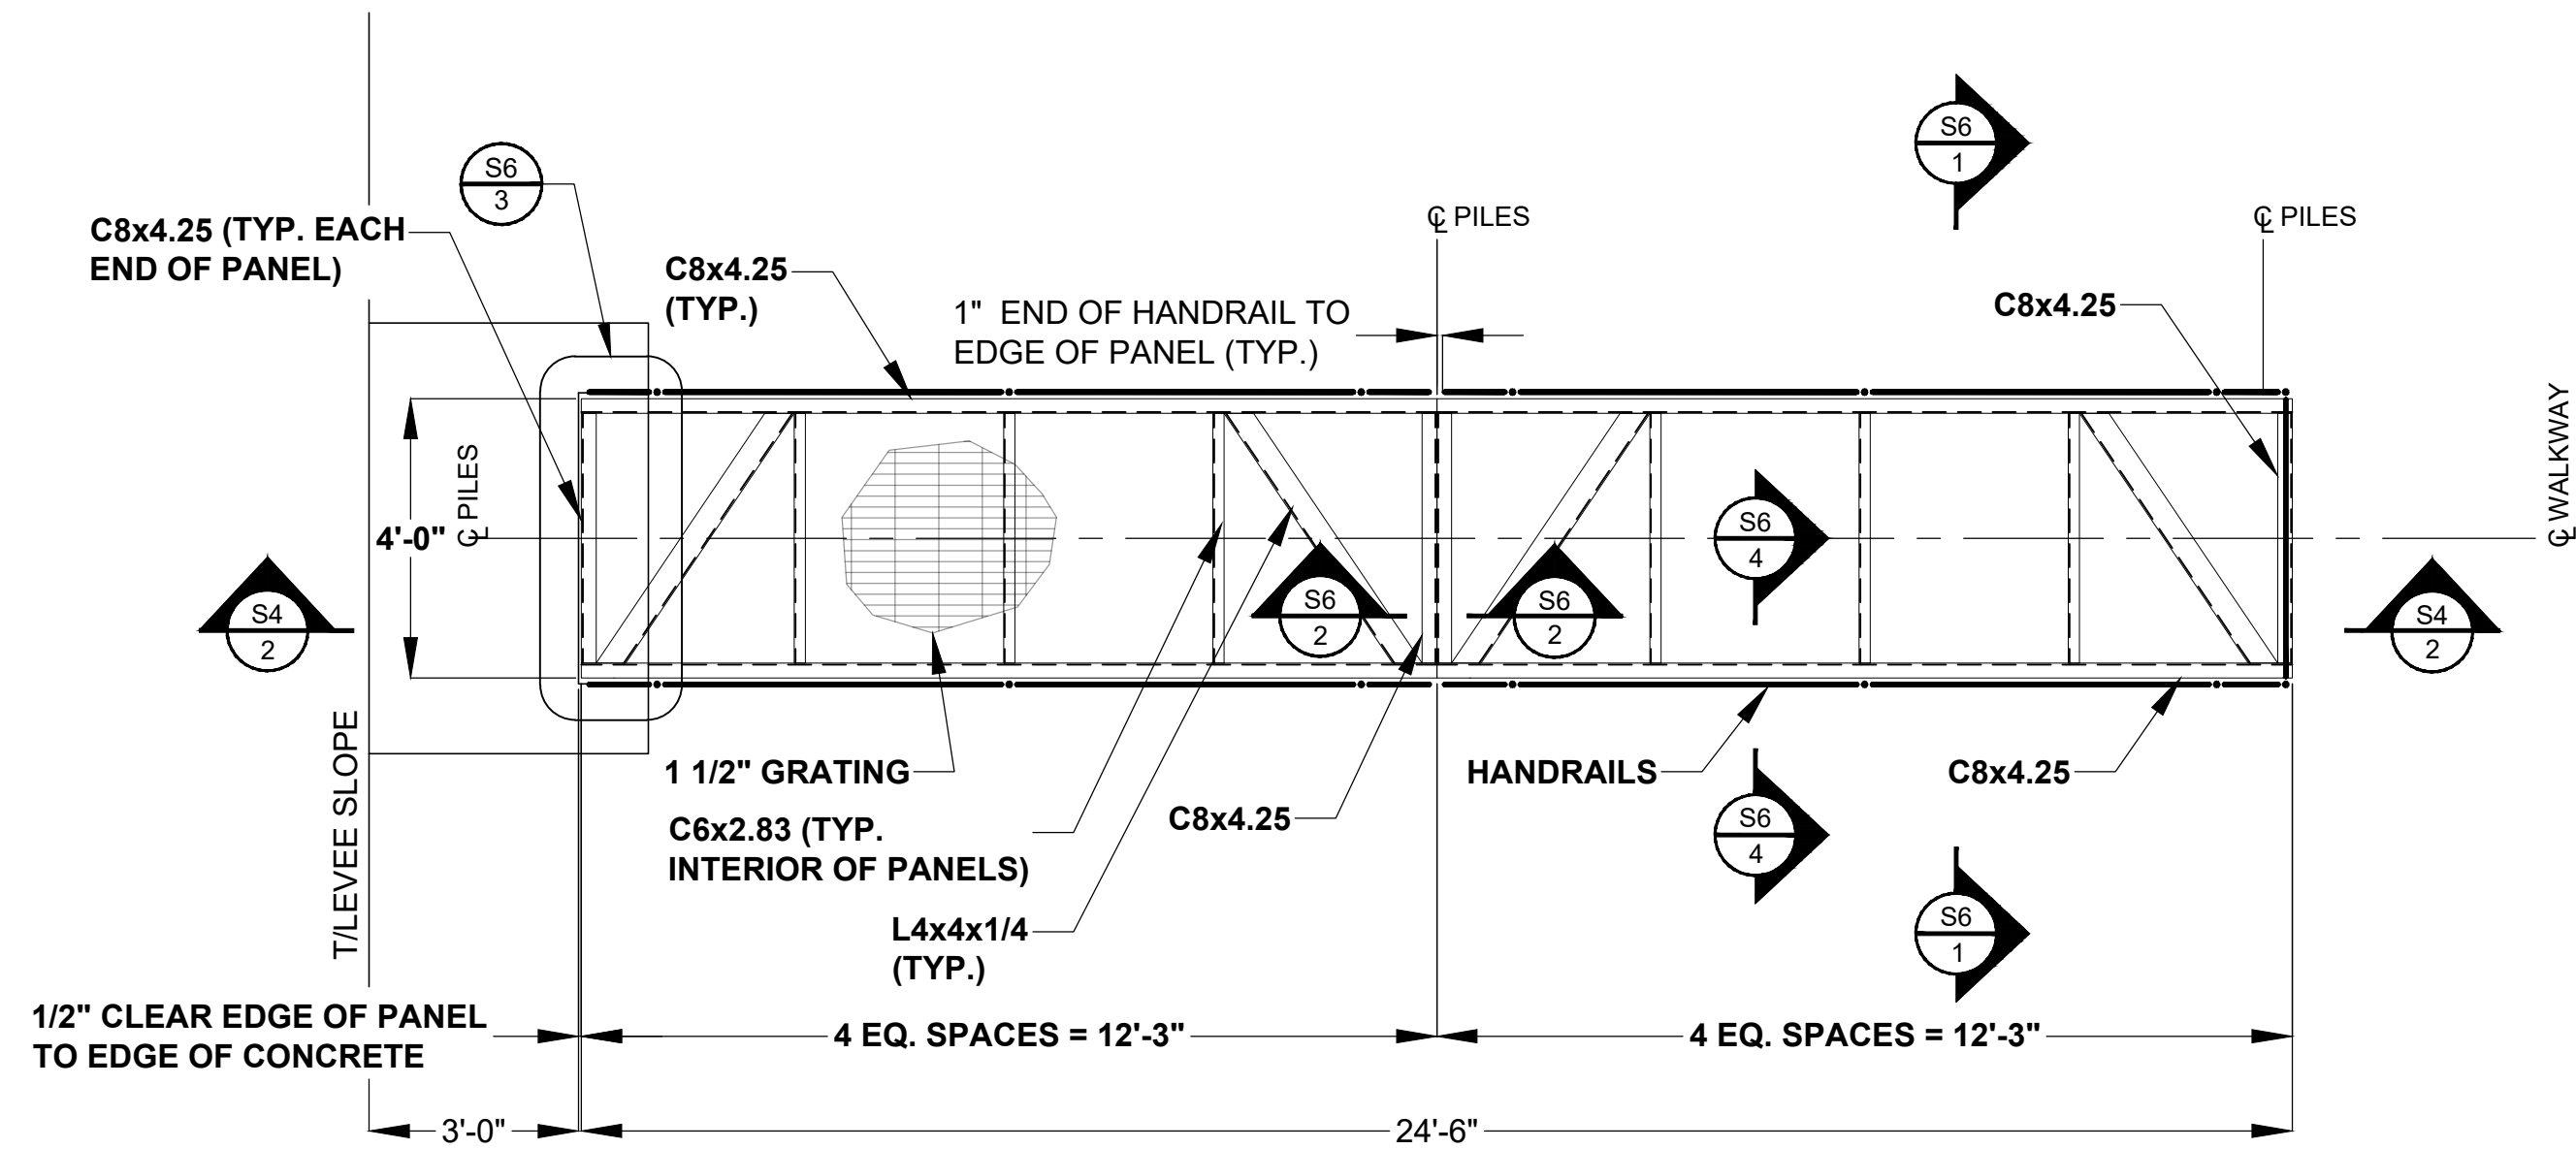 S6
1
S6
3
C8x4.25 (TYP. EACH
END OF PANEL)
℄ PILES
℄ PILES
C8x4.25
(TYP.)
1" END OF HANDRAIL TO
EDGE OF PANEL (TYP.)
C8x4.25
℄ WALKWAY
℄ PILES
4'-0"
S6
4
S4
2
S6
2
S6
2
S4
2
T/LEVEE SLOPE
1 1/2" GRATING
HANDRAILS
C8x4.25
C6x2.83 (TYP.
INTERIOR OF PANELS)
C8x4.25
S6
4
L4x4x1/4
(TYP.)
S6
1
1/2" CLEAR EDGE OF PANEL
TO EDGE OF CONCRETE
4 EQ. SPACES = 12'-3"
4 EQ. SPACES = 12'-3"
3'-0"
24'-6"